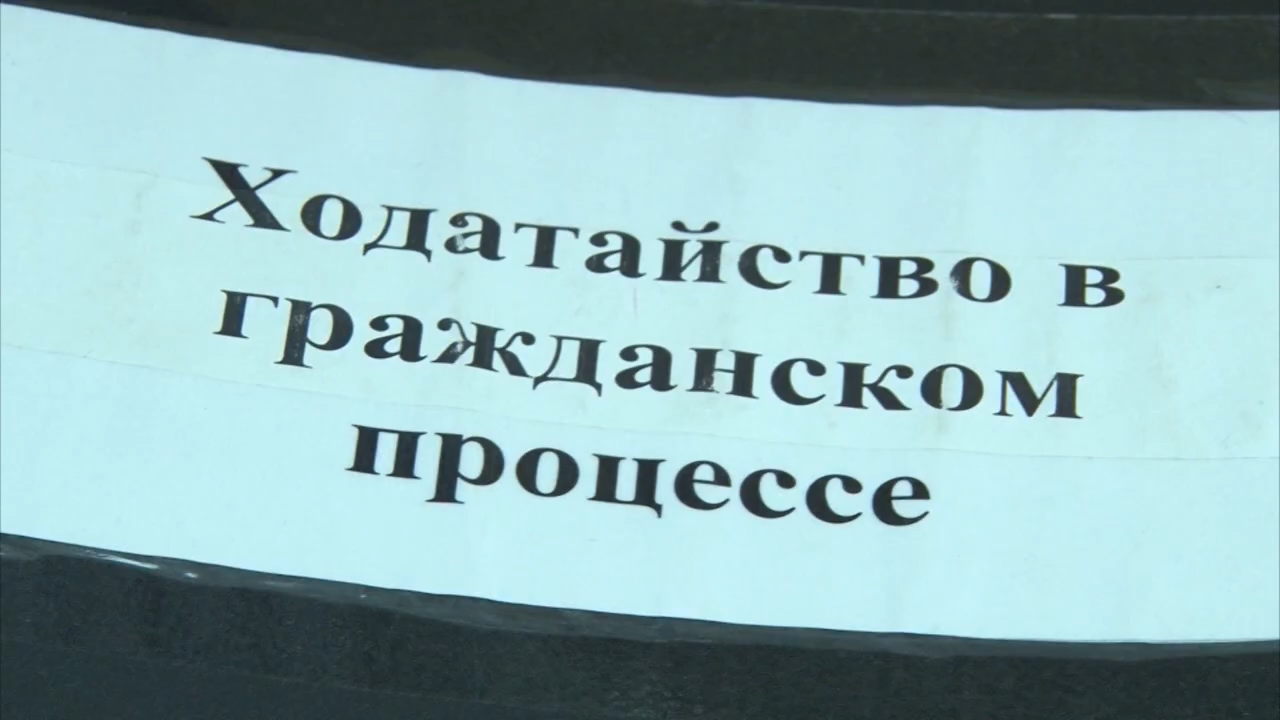 Ходатайство в
гражданском
процессе